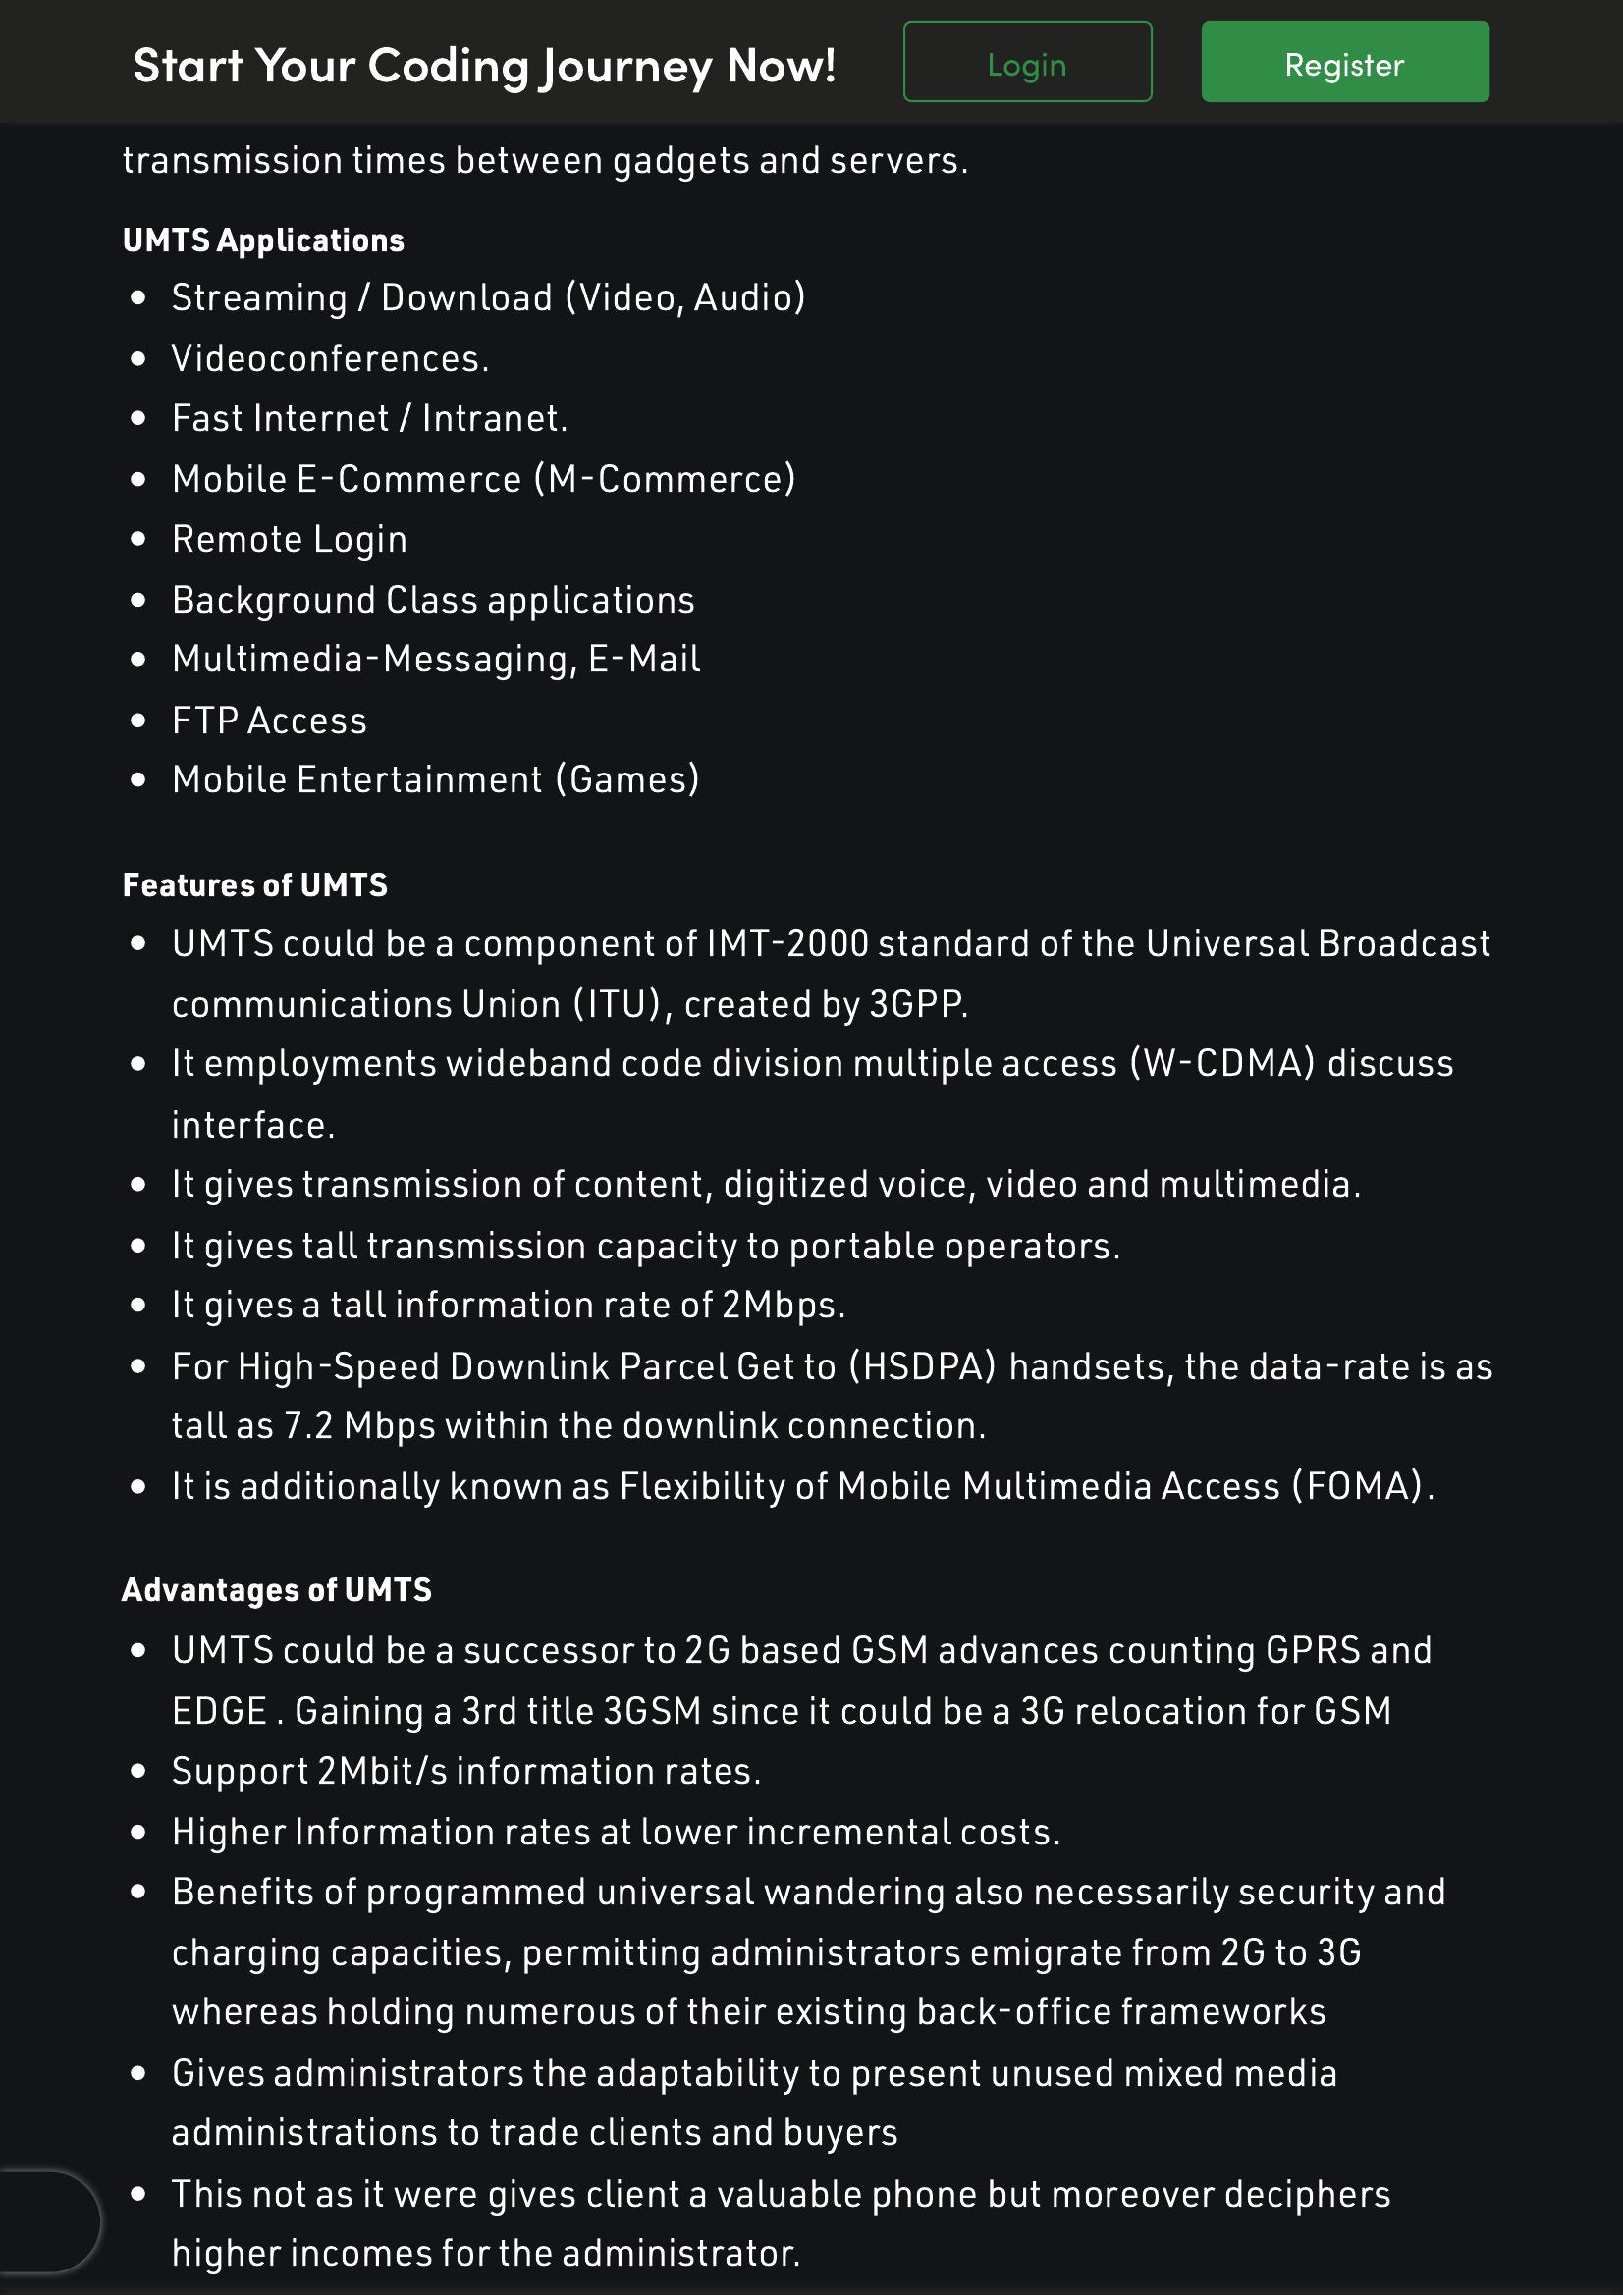 Start Your Coding Journey Now!
Login
Register
transmission times between gadgets and servers.
UMTS Applications
• Streaming / Download (Video, Audio)
• Videoconferences.
• Fast Internet / Intranet.
• Mobile E-Commerce (M-Commerce)
• Remote Login
• Background Class applications
• Multimedia-Messaging, E-Mail
• FTP Access
• Mobile Entertainment (Games)
Features of UMTS
• UMTS could be a component of IMT-2000 standard of the Universal Broadcast
communications Union (ITU), created by 3GPP.
• It employments wideband code division multiple access (W-CDMA) discuss
interface.
• It gives transmission of content, digitized voice, video and multimedia.
• It gives tall transmission capacity to portable operators.
• It gives a tall information rate of 2Mbps.
• For High-Speed Downlink Parcel Get to (HSDPA) handsets, the data-rate is as
tall as 7.2 Mbps within the downlink connection.
• It is additionally known as Flexibility of Mobile Multimedia Access (FOMA).
Advantages of UMTS
• UMTS could be a successor to 2G based GSM advances counting GPRS and
EDGE . Gaining a 3rd title 3GSM since it could be a 3G relocation for GSM
• Support 2Mbit/s information rates.
• Higher Information rates at lower incremental costs.
• Benefits of programmed universal wandering also necessarily security and
charging capacities, permitting administrators emigrate from 2G to 3G
whereas holding numerous of their existing back-office frameworks
• Gives administrators the adaptability to present unused mixed media
administrations to trade clients and buyers
• This not as it were gives client a valuable phone but moreover deciphers
higher incomes for the administrator.